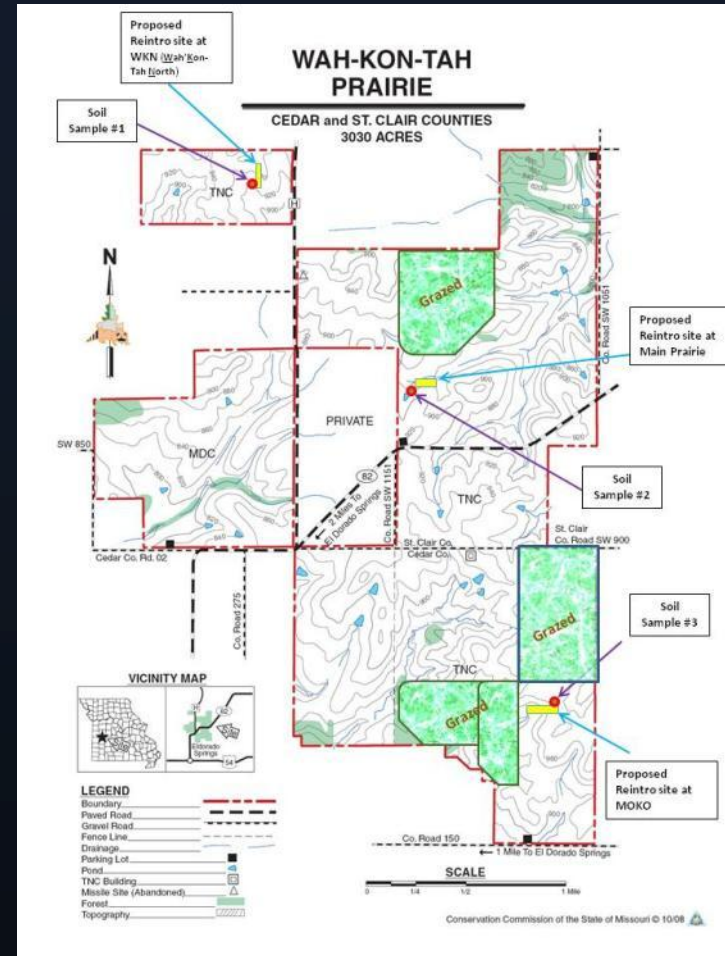 Proposed
Reintro site at
WKN (Wah'Kon-
Tah North)
WAH-KON-TAH
PRAIRIE
CEDAR and ST. CLAIR COUNTIES
3030 ACRES
Soil
Sample #1
TNC
H
N
Grazed
Co. Road SW 1051
Proposed
Reintro site at
Main Prairie
PRIVATE
SW 850
MDC
82
2 Miles To
El Dorado Springs
Co. Road SW 1151
TNC
Soil
Sample #2
St. Clair Co.
Cedar Co.
St. Clair
Co. Road SW 900
Cedar Co. Rd. 02
Co. Road 275
Grazed
Soil
Sample #3
TNC
Grazed
VICINITY MAP
H
82
Eldorado
Springs
54
Proposed
Reintro site at
MOKO
LEGEND
Boundary
Paved Road
Gravel Road
Fence Line
Drainage
Parking Lot
Pond
TNC Building
Missile Site (Abandoned)
Forest
Topography
Co. Road 150
1 Mile To El Dorado Springs
SCALE
0 1/4 1/2 1 Mile
Conservation Commission of the State of Missouri © 10/08